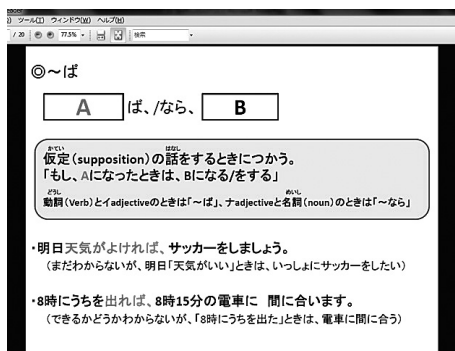 ツール(T) ウィンドウ(W) ヘルプ(H)
/ 20 77.5% 検索
◎～ば
A ば、/なら、 B
かてい はなし
仮定(supposition)の話をするときにつかう。
「もし、Aになったときは、Bになる/をする」
どうし めいし
動詞(Verb)とイadjectiveのときは「～ば」、ナadjectiveと名詞(noun)のときは「～なら」
・明日天気がよければ、サッカーをしましょう。
(まだわからないが、明日「天気がいい」ときは、いっしょにサッカーをしたい)
・8時にうちを出れば、8時15分の電車に 間に合います。
(できるかどうかわからないが、「8時にうちを出た」ときは、電車に間に合う)